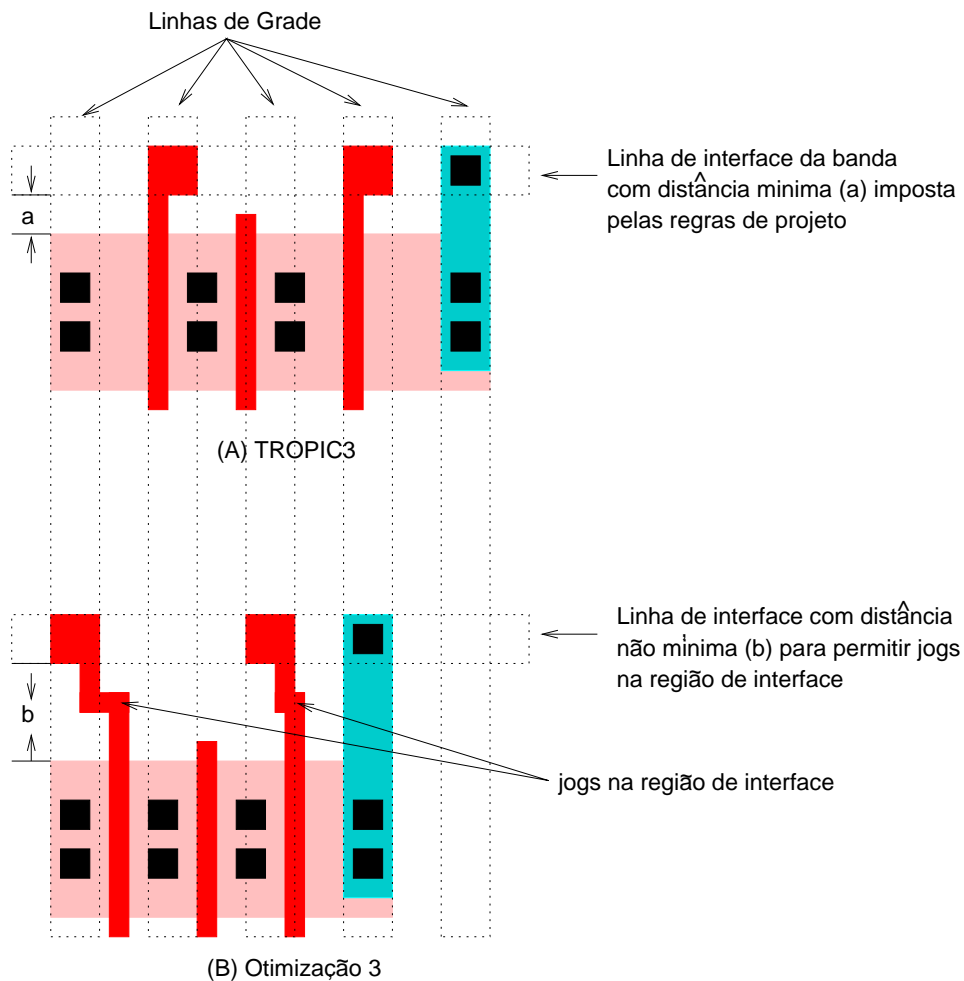 Linhas de Grade
Linha de interface da banda
com distância minima (a) imposta
pelas regras de projeto
a
(A) TROPIC3
Linha de interface com distância
não mínima (b) para permitir jogs
na região de interface
b
jogs na região de interface
(B) Otimização 3